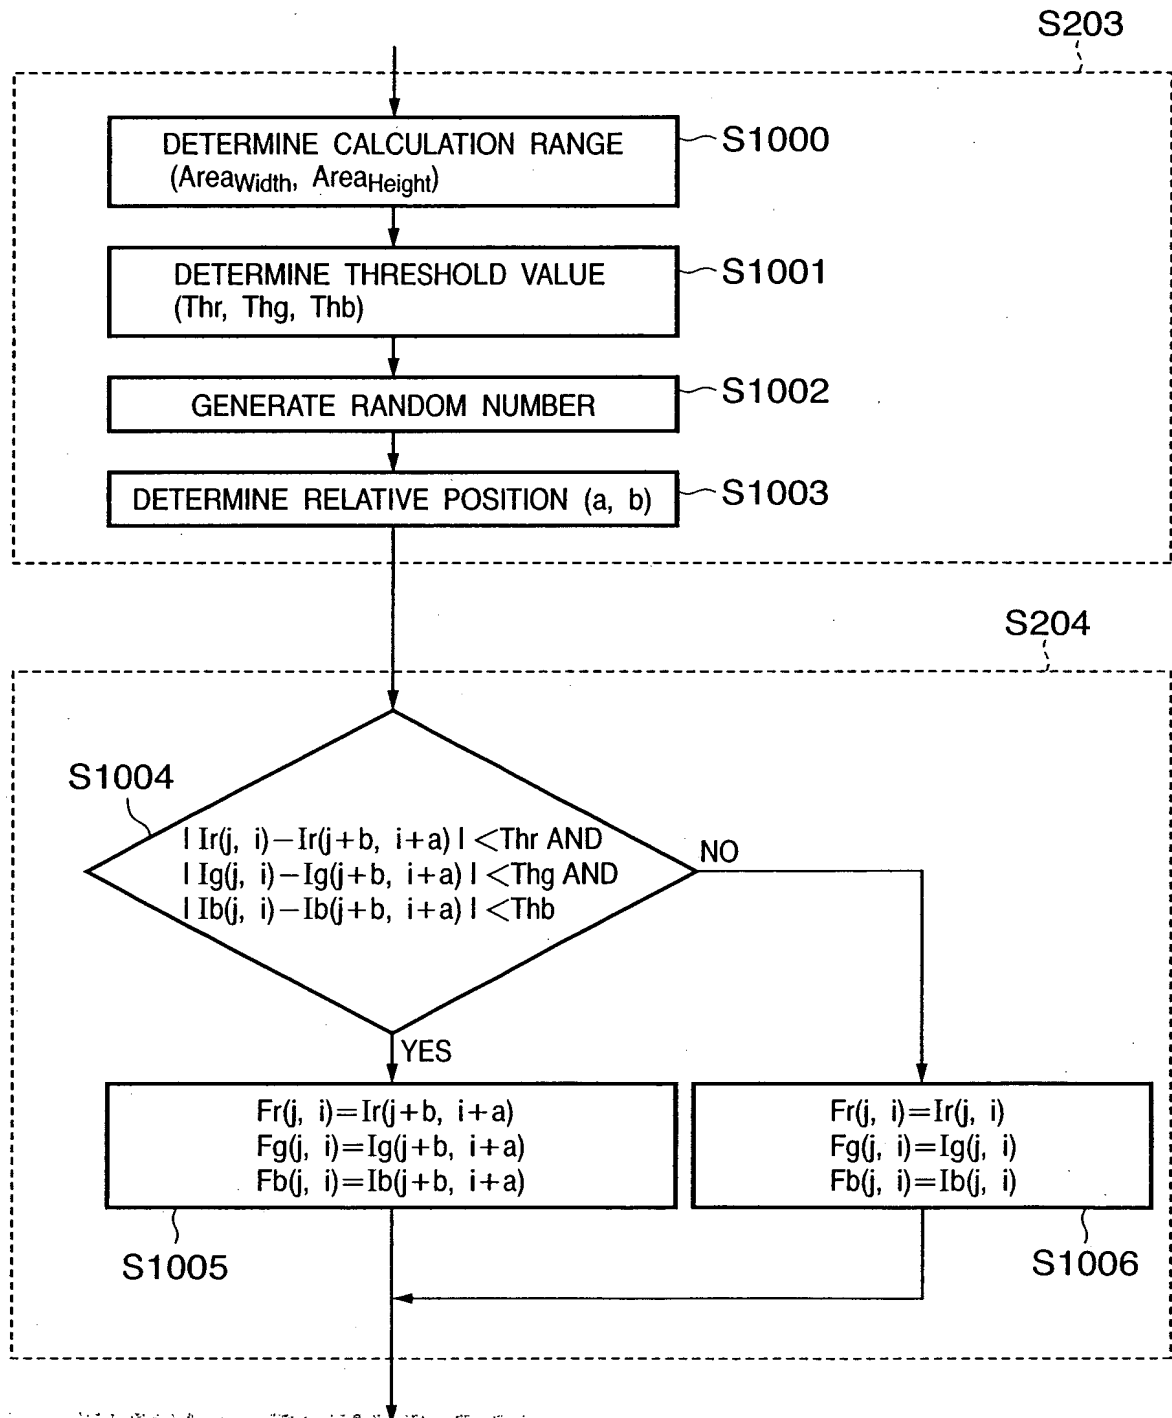 S203
DETERMINE CALCULATION RANGE
(AreaWidth, AreaHeight)
S1000
DETERMINE THRESHOLD VALUE
(Thr, Thg, Thb)
S1001
GENERATE RANDOM NUMBER
S1002
DETERMINE RELATIVE POSITION (a, b)
S1003
S204
S1004
| Ir(j, i)−Ir(j+b, i+a) | <Thr AND
| Ig(j, i)−Ig(j+b, i+a) | <Thg AND
| Ib(j, i)−Ib(j+b, i+a) | <Thb
NO
YES
Fr(j, i)=Ir(j+b, i+a)
Fg(j, i)=Ig(j+b, i+a)
Fb(j, i)=Ib(j+b, i+a)
S1005
Fr(j, i)=Ir(j, i)
Fg(j, i)=Ig(j, i)
Fb(j, i)=Ib(j, i)
S1006